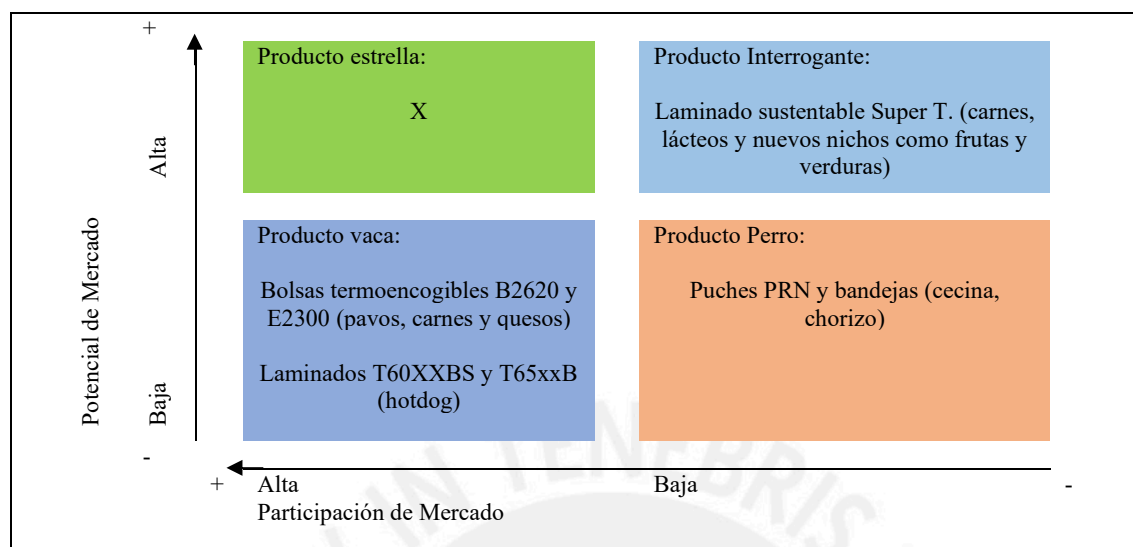 +
Producto estrella:
X
Producto Interrogante:
Laminado sustentable Super T. (carnes,
lácteos y nuevos nichos como frutas y
verduras)
Alta
Potencial de Mercado
Producto vaca:
Bolsas termoencogibles B2620 y
E2300 (pavos, carnes y quesos)
Laminados T60XXBS y T65xxB
(hotdog)
Producto Perro:
Puches PRN y bandejas (cecina,
chorizo)
Baja
-
+
Alta
Baja
-
Participación de Mercado
IN TENEBRIS